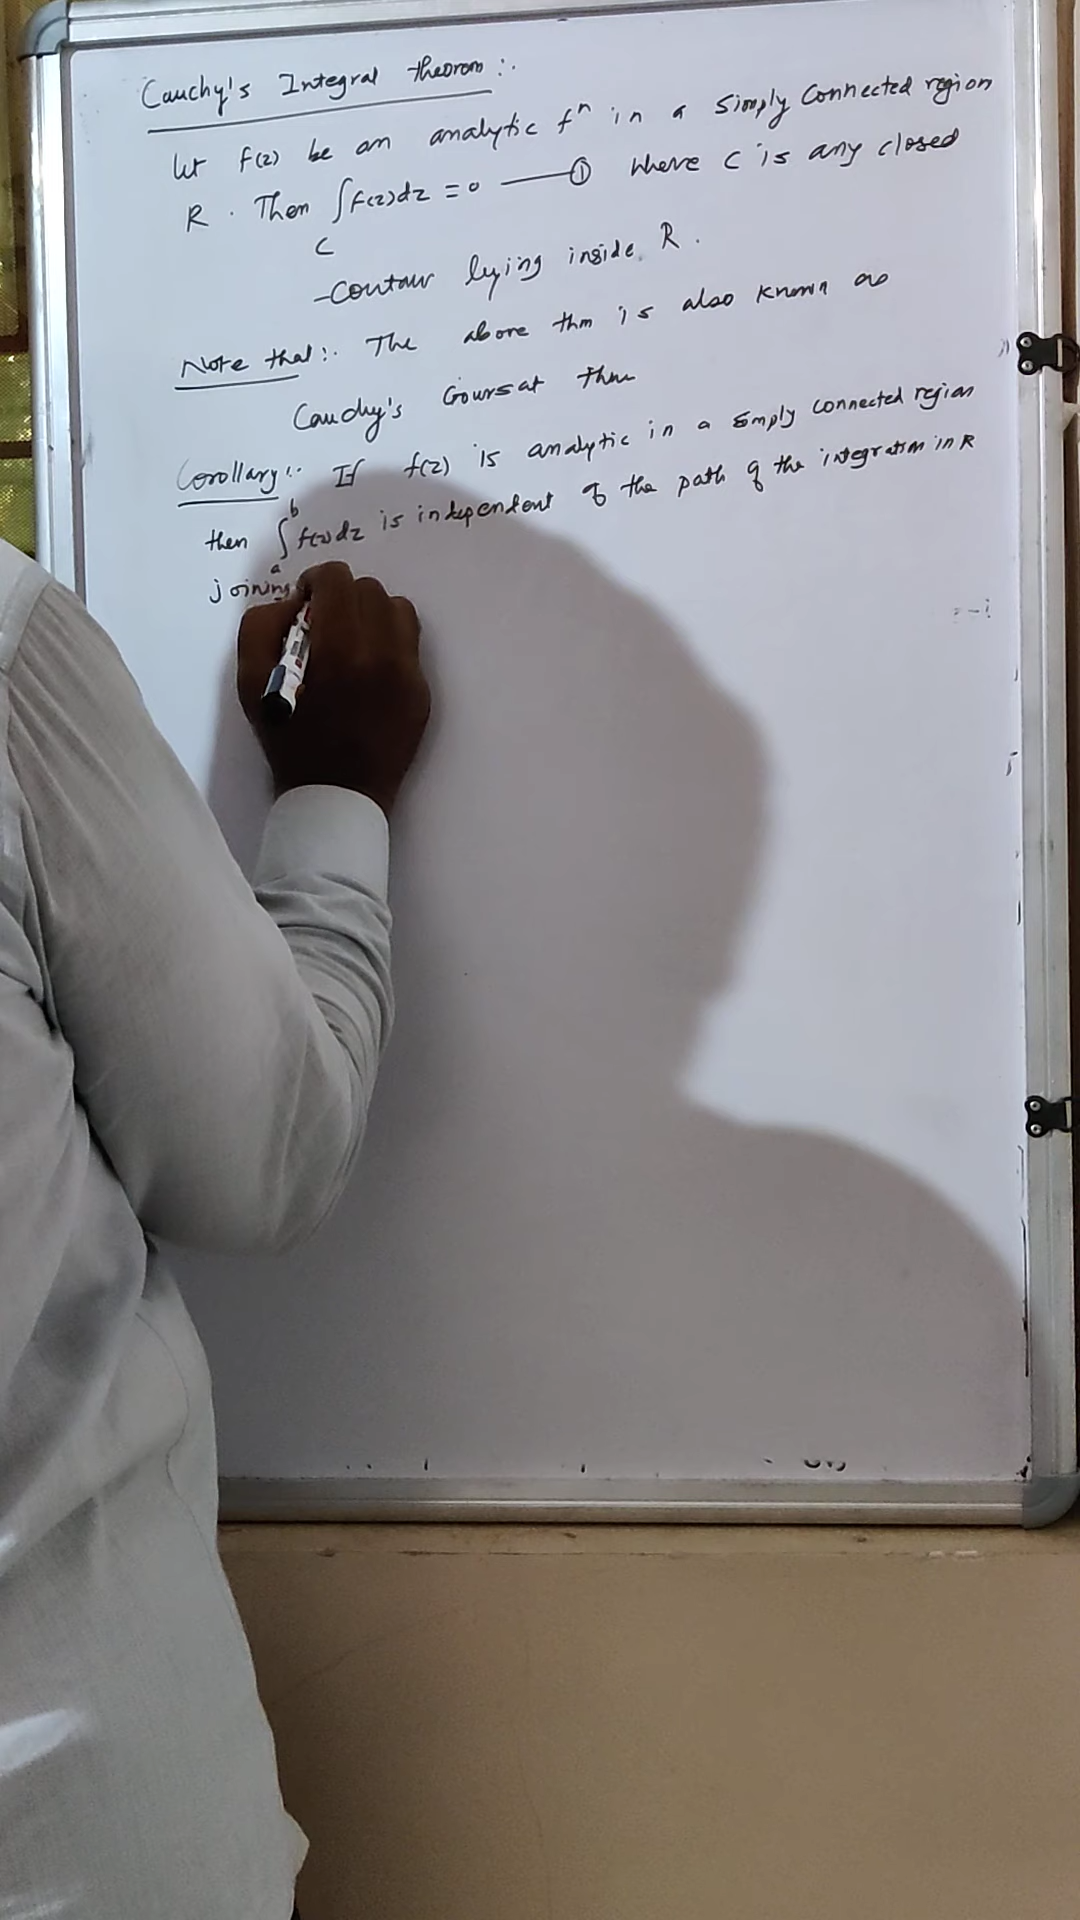 Cauchy's Integral theorem :.
let f(z) be an analytic fⁿ in a simply connected region
R . Then ∫f(z)dz = 0 —— ① where C is any closed
C
-contour lying inside R .
Note that :. The above thm is also known as
Cauchy's Goursat thm
Corollary :. If f(z) is analytic in a simply connected region
then ∫ₐᵇ f(z)dz is independent of the path of the integration in R
joining